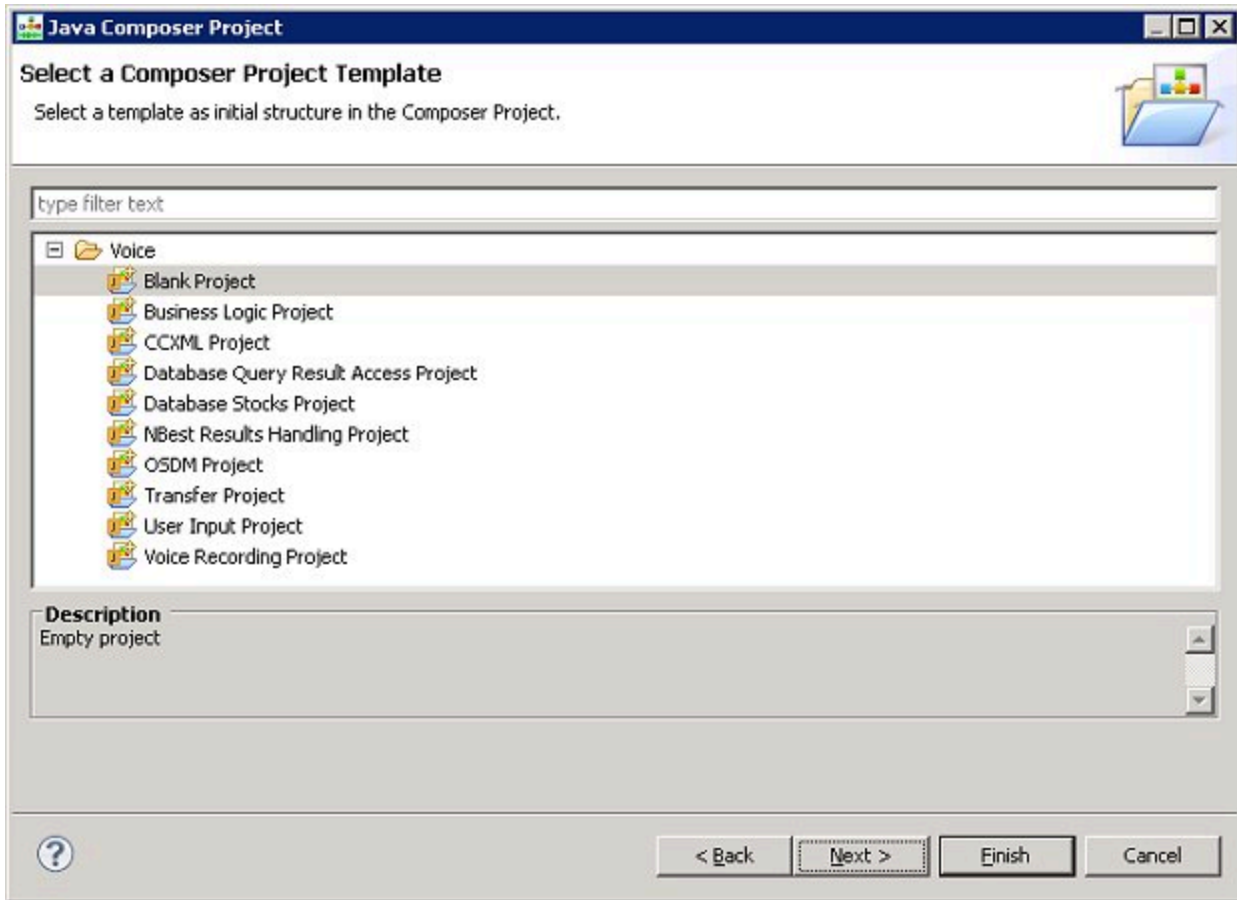 Java Composer Project
Select a Composer Project Template
Select a template as initial structure in the Composer Project.
type filter text
Voice
Blank Project
Business Logic Project
CCXML Project
Database Query Result Access Project
Database Stocks Project
NBest Results Handling Project
OSDM Project
Transfer Project
User Input Project
Voice Recording Project
Description
Empty project
< Back Next > Finish Cancel